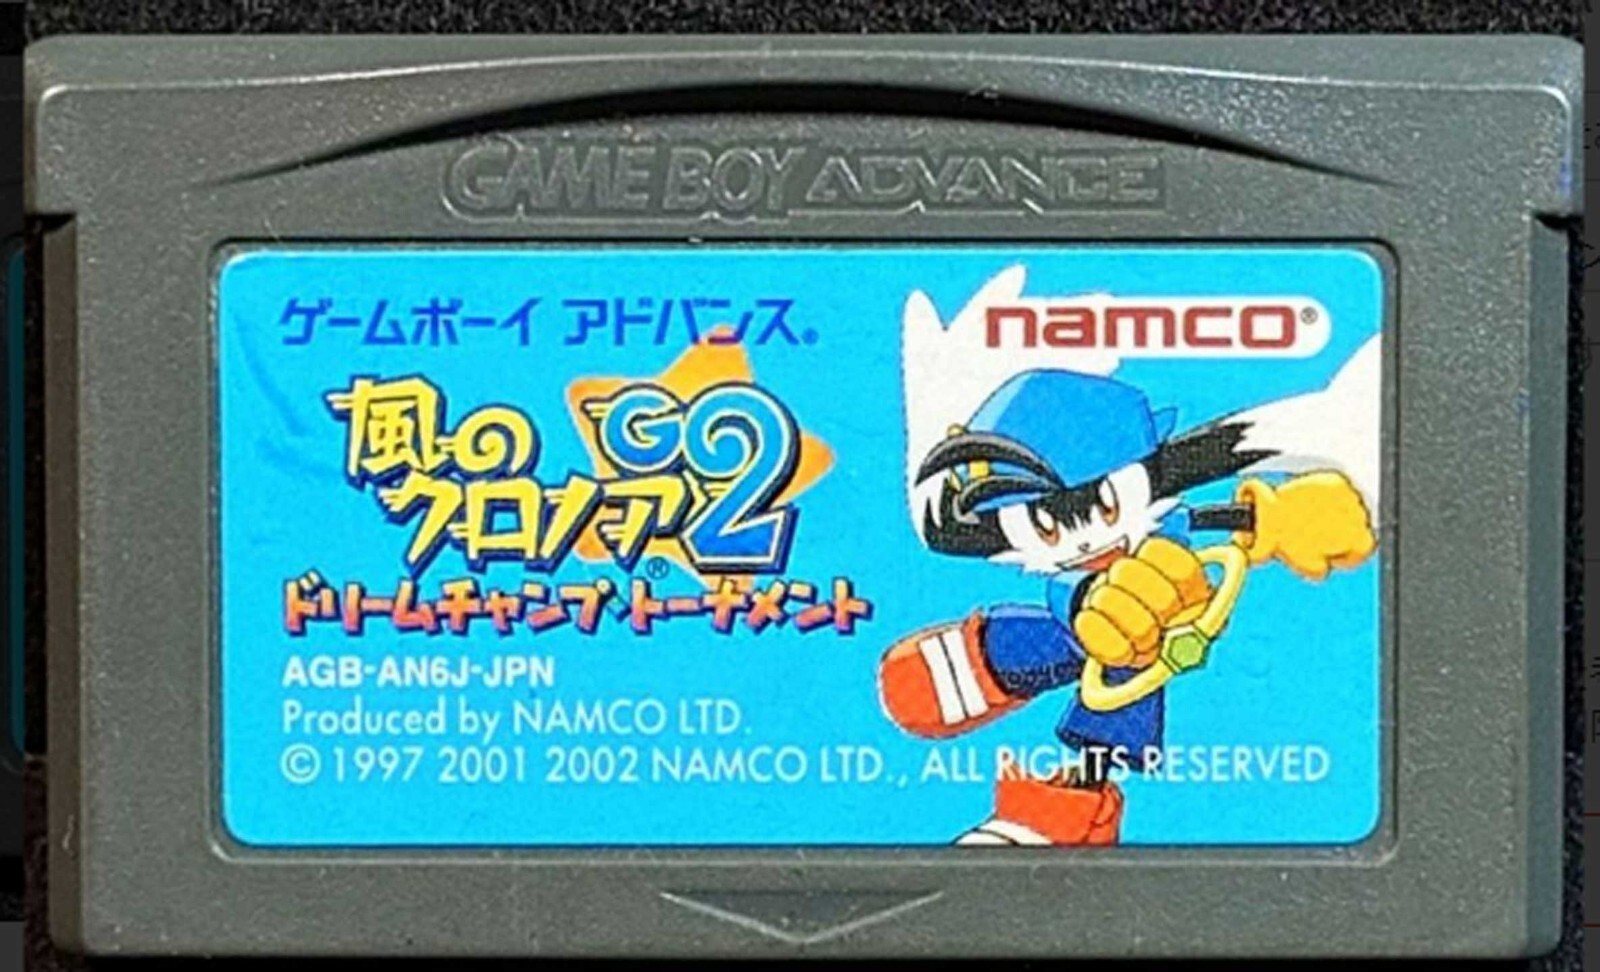 GAME BOY ADVANCE
ゲームボーイ アドバンス®
namco®
風の
クロノア®
G2
ドリームチャンプ トーナメント
AGB-AN6J-JPN
Produced by NAMCO LTD.
© 1997 2001 2002 NAMCO LTD., ALL RIGHTS RESERVED